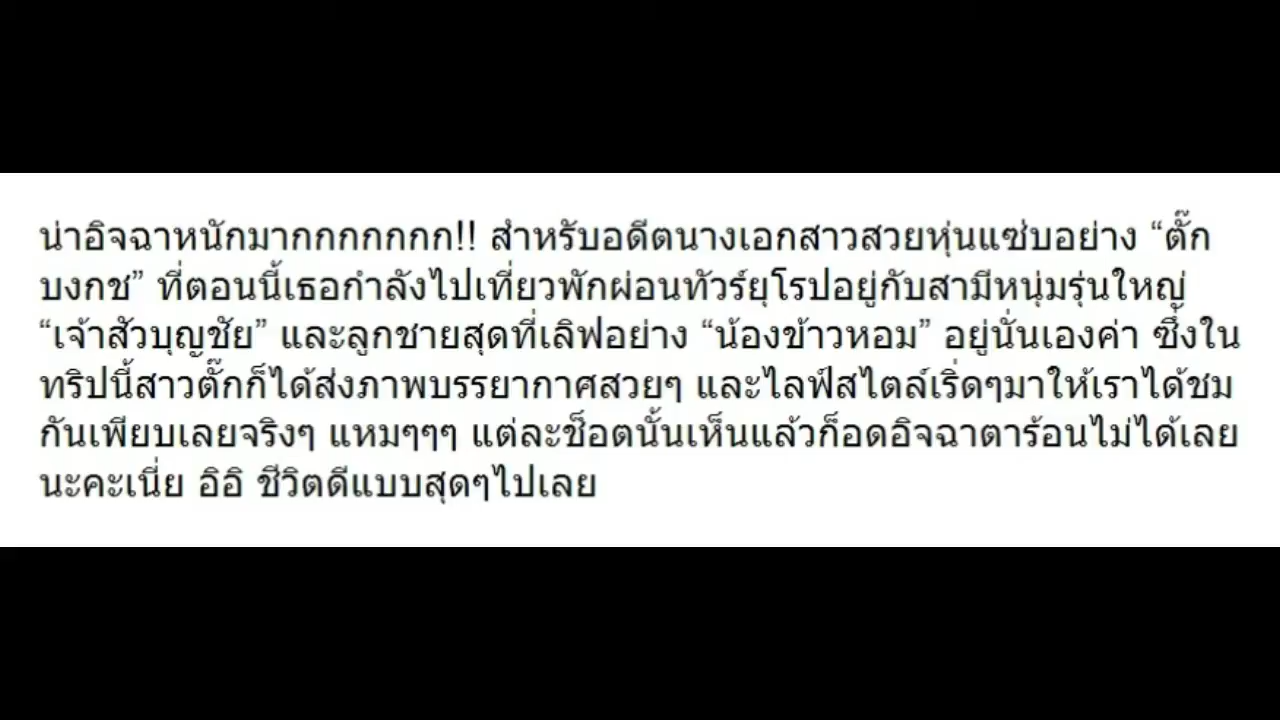 น่าอิจฉาหนักมากกกกกกก!! สำหรับอดีตนางเอกสาวสวยหุ่นแซ่บอย่าง “ตั๊ก
บงกช” ที่ตอนนี้เธอกำลังไปเที่ยวพักผ่อนทัวร์ยุโรปอยู่กับสามีหนุ่มรุ่นใหญ่
“เจ้าสัวบุญชัย” และลูกชายสุดที่เลิฟอย่าง “น้องข้าวหอม” อยู่นั่นเองค่า ซึ่งใน
ทริปนี้สาวตั๊กก็ได้ส่งภาพบรรยากาศสวยๆ และไลฟ์สไตล์เริ่ดๆมาให้เราได้ชม
กันเพียบเลยจริงๆ แหมๆๆๆ แต่ละช็อตนั้นเห็นแล้วก็อดอิจฉาตาร้อนไม่ได้เลย
นะคะเนี่ย อิอิ ชีวิตดีแบบสุดๆไปเลย